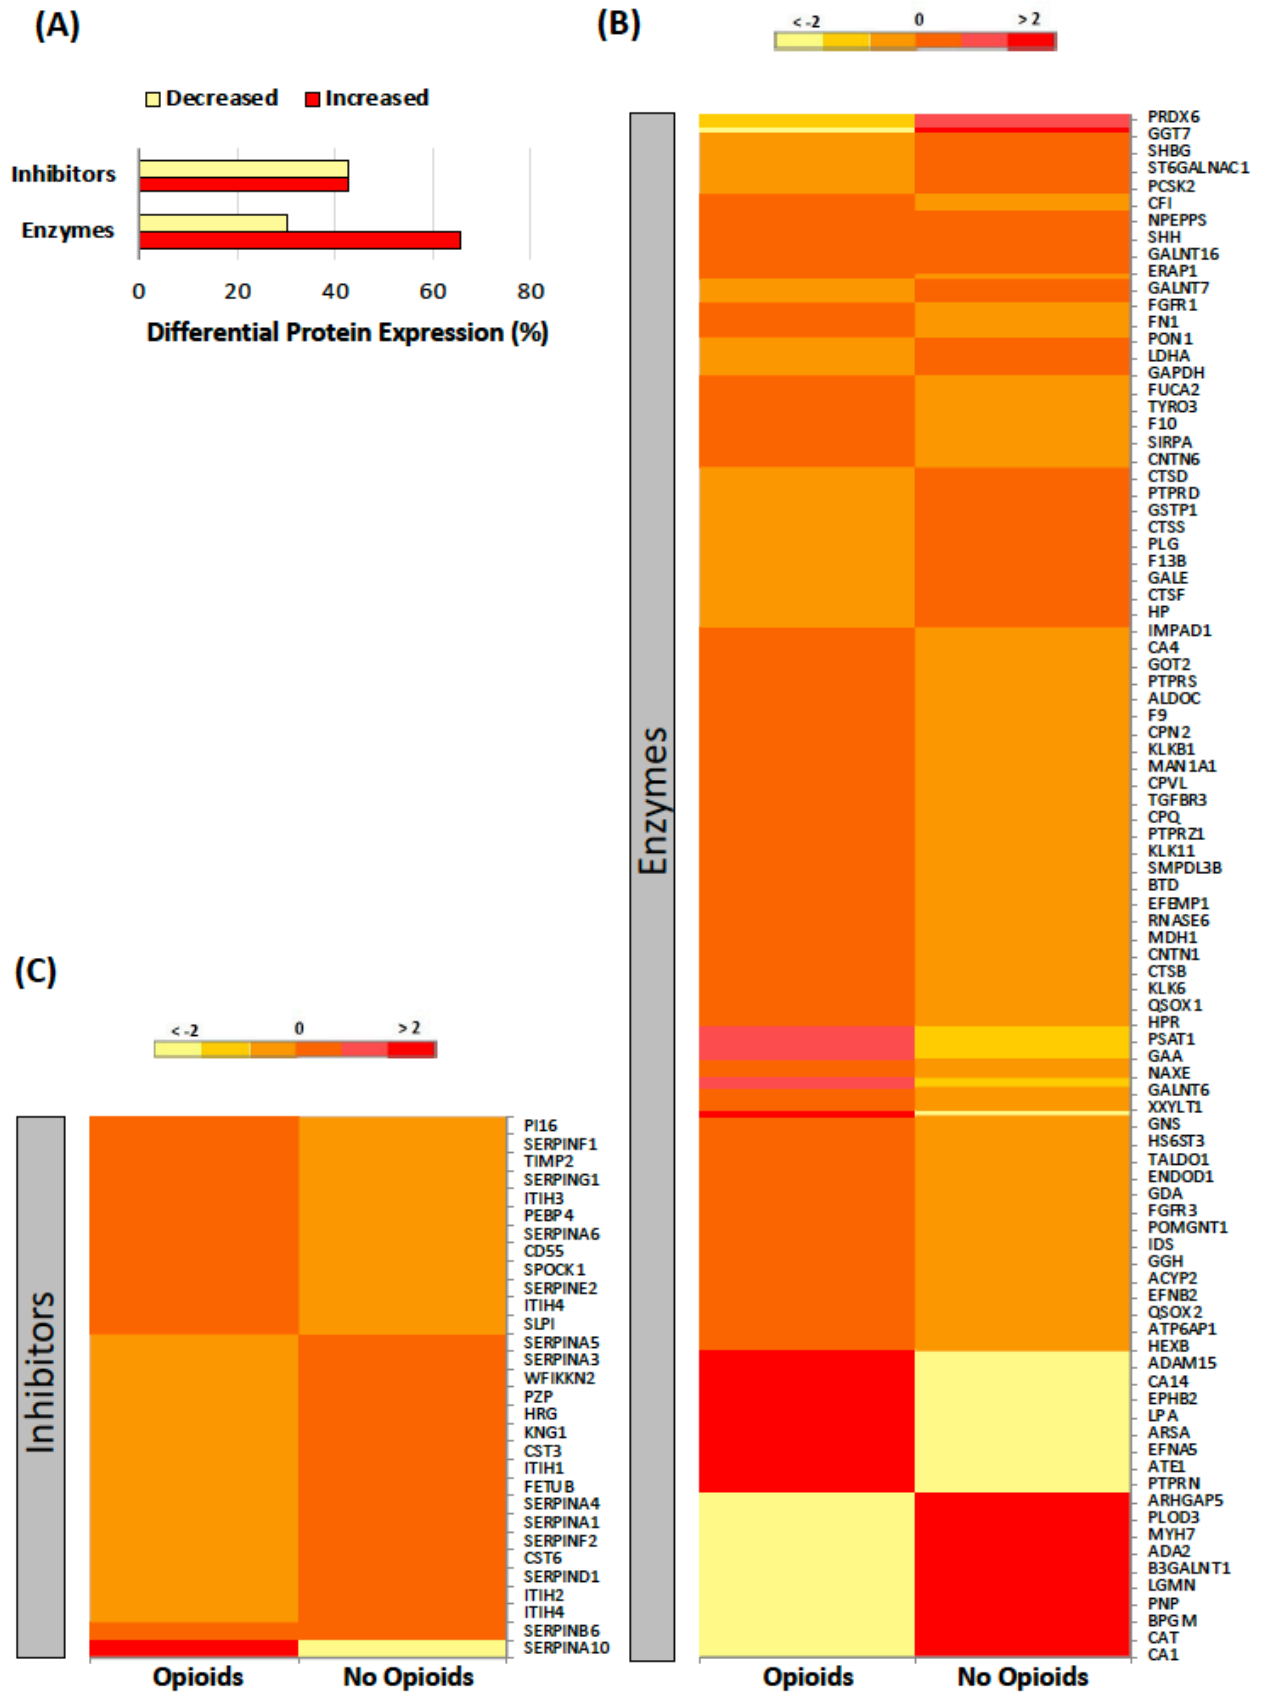 (A)
Decreased Increased
Inhibitors
Enzymes
0 20 40 60 80
Differential Protein Expression (%)
(B)
< -2 0 > 2
Enzymes
PRDX6
GGT7
SHBG
ST6GALNAC1
PCSK2
CFI
NPEPPS
SHH
GALNT16
ERAP1
GALNT7
FGFR1
FN1
PON1
LDHA
GAPDH
FUCA2
TYRO3
F10
SIRPA
CNTN6
CTSD
PTPRD
GSTP1
CTSS
PLG
F13B
GALE
CTSF
HP
IMPAD1
CA4
GOT2
PTPRS
ALDOC
F9
CPN2
KLKB1
MAN1A1
CPVL
TGFBR3
CPQ
PTPRZ1
KLK11
SMPDL3B
BTD
EFEMP1
RNASE6
MDH1
CNTN1
CTSB
KLK6
QSOX1
HPR
PSAT1
GAA
NAXE
GALNT6
XXYLT1
GNS
HS6ST3
TALDO1
ENDOD1
GDA
FGFR3
POMGNT1
IDS
GGH
ACYP2
EFNB2
QSOX2
ATP6AP1
HEXB
ADAM15
CA14
EPHB2
LPA
ARSA
EFNA5
ATE1
PTPRN
ARHGAP5
PLOD3
MYH7
ADA2
B3GALNT1
LGMN
PNP
BPGM
CAT
CA1
Opioids No Opioids
(C)
< -2 0 > 2
Inhibitors
PI16
SERPINF1
TIMP2
SERPING1
ITIH3
PEBP4
SERPINA6
CD55
SPOCK1
SERPINE2
ITIH4
SLPI
SERPINA5
SERPINA3
WFIKKN2
PZP
HRG
KNG1
CST3
ITIH1
FETUB
SERPINA4
SERPINA1
SERPINF2
CST6
SERPIND1
ITIH2
ITIH4
SERPINB6
SERPINA10
Opioids No Opioids